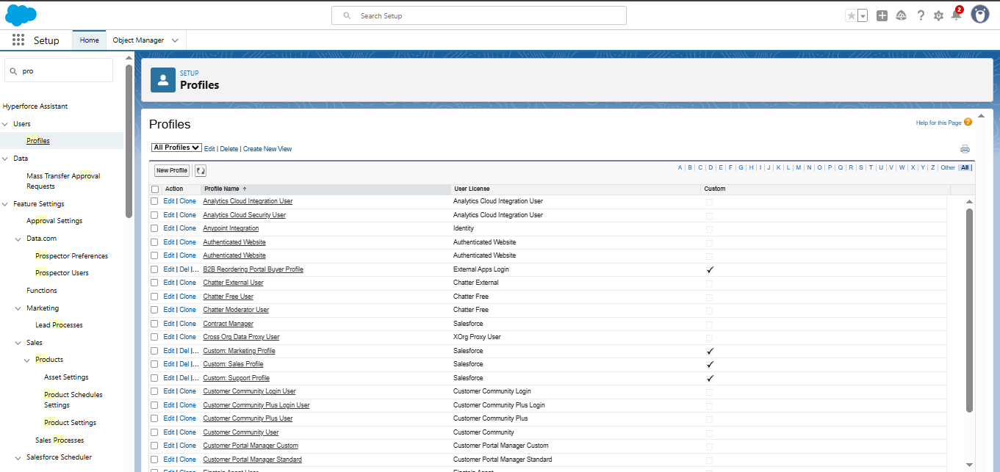 Search Setup
2
Setup
Home
Object Manager
pro
Hyperforce Assistant
Users
Profiles
Data
Mass Transfer Approval
Requests
Feature Settings
Approval Settings
Data.com
Prospector Preferences
Prospector Users
Functions
Marketing
Lead Processes
Sales
Products
Asset Settings
Product Schedules
Settings
Product Settings
Sales Processes
Salesforce Scheduler
SETUP
Profiles
Profiles
Help for this Page ?
All Profiles Edit | Delete | Create New View
New Profile
A | B | C | D | E | F | G | H | I | J | K | L | M | N | O | P | Q | R | S | T | U | V | W | X | Y | Z | Other | All |
Action Profile Name ↑ User License Custom
Edit | Clone Analytics Cloud Integration User Analytics Cloud Integration User
Edit | Clone Analytics Cloud Security User Analytics Cloud Integration User
Edit | Clone Anypoint Integration Identity
Edit | Clone Authenticated Website Authenticated Website
Edit | Clone Authenticated Website Authenticated Website
Edit | Del |... B2B Reordering Portal Buyer Profile External Apps Login ✓
Edit | Clone Chatter External User Chatter External
Edit | Clone Chatter Free User Chatter Free
Edit | Clone Chatter Moderator User Chatter Free
Edit | Clone Contract Manager Salesforce
Edit | Clone Cross Org Data Proxy User XOrg Proxy User
Edit | Del |... Custom: Marketing Profile Salesforce ✓
Edit | Del |... Custom: Sales Profile Salesforce ✓
Edit | Del |... Custom: Support Profile Salesforce ✓
Edit | Clone Customer Community Login User Customer Community Login
Edit | Clone Customer Community Plus Login User Customer Community Plus Login
Edit | Clone Customer Community Plus User Customer Community Plus
Edit | Clone Customer Community User Customer Community
Edit | Clone Customer Portal Manager Custom Customer Portal Manager Custom
Edit | Clone Customer Portal Manager Standard Customer Portal Manager Standard
Edit | Clone Einstein Agent User Einstein Agent